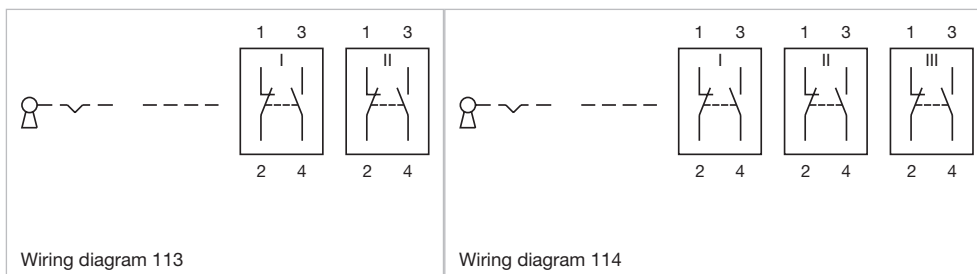 1 3 1 3 1 3 1 3 1 3
I II I II III
2 4 2 4 2 4 2 4 2 4
Wiring diagram 113
Wiring diagram 114